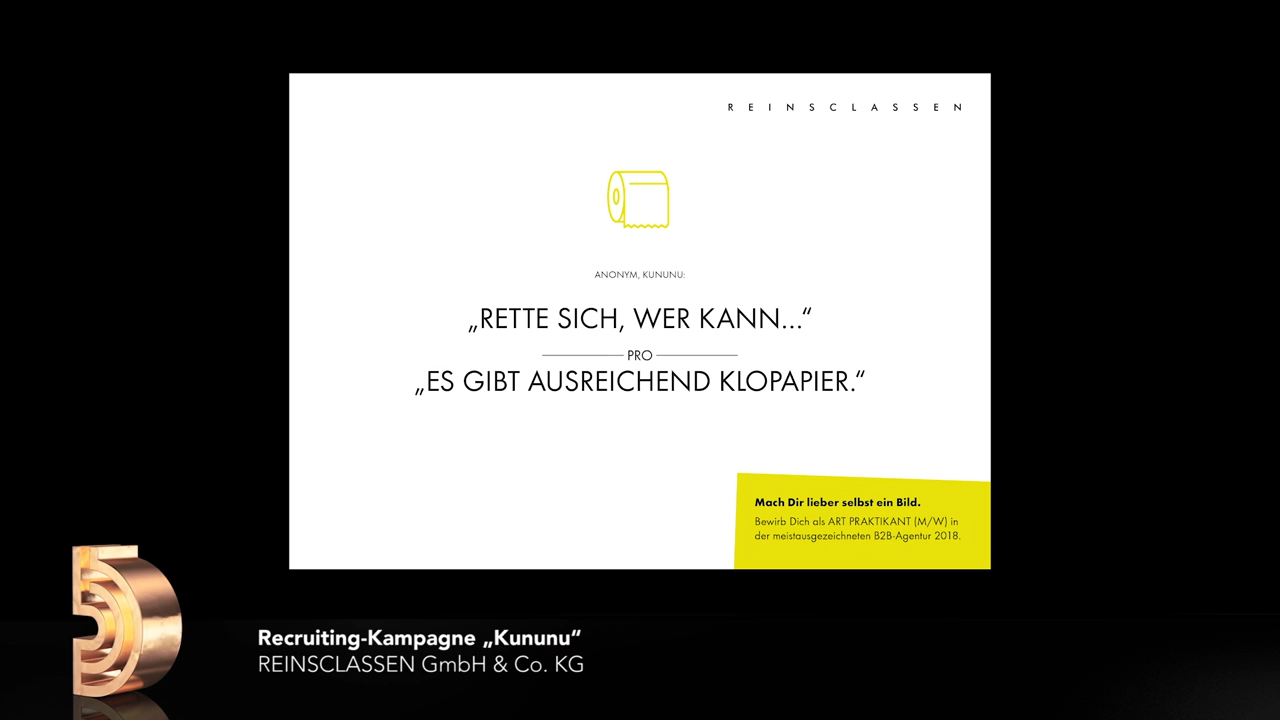 R E I N S C L A S S E N
ANONYM, KUNUNU:
„RETTE SICH, WER KANN...“
PRO
„ES GIBT AUSREICHEND KLOPAPIER.“
Mach Dir lieber selbst ein Bild.
Bewirb Dich als ART PRAKTIKANT (M/W) in
der meistausgezeichneten B2B-Agentur 2018.
Recruiting-Kampagne „Kununu“
REINSCLASSEN GmbH & Co. KG